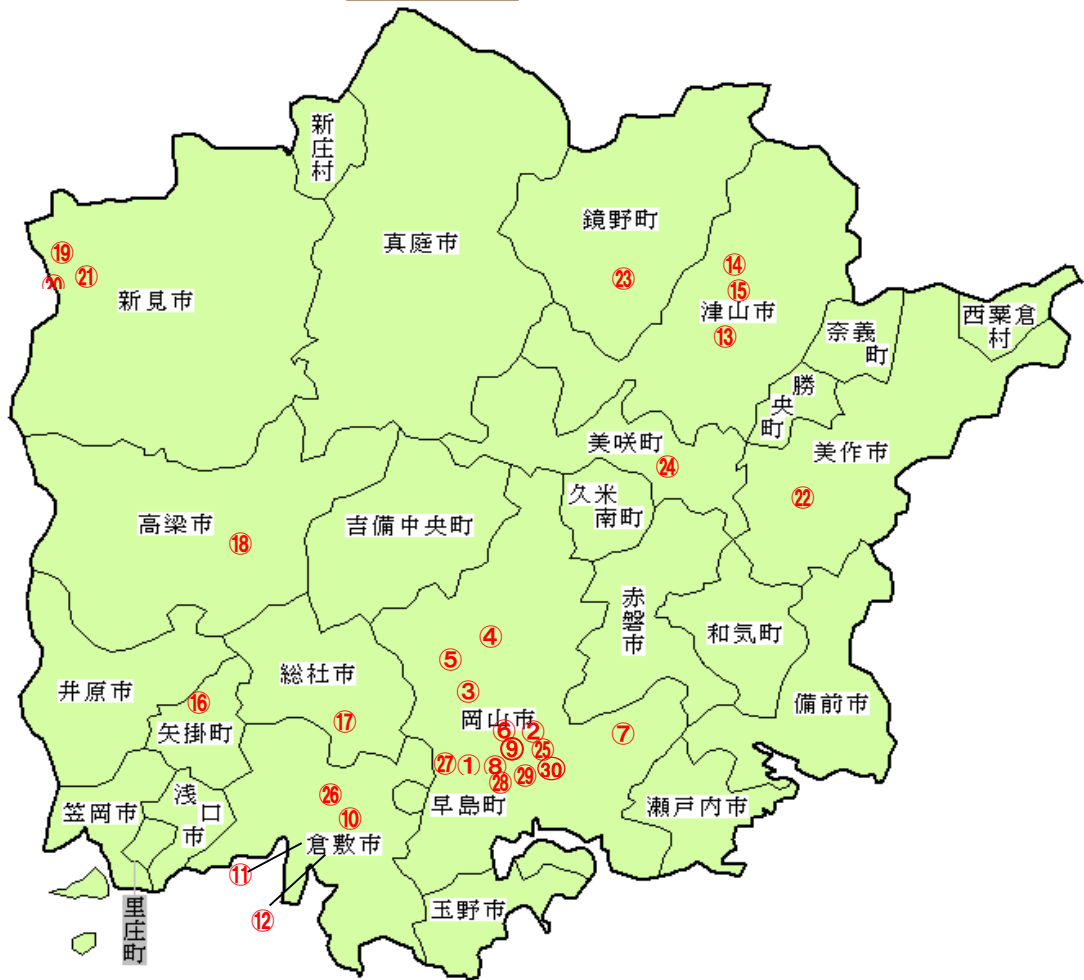 新庄村
鏡野町
真庭市
⑲
⑭
⑳
㉑
㉓
⑮
新見市
津山市
西粟倉村
⑬
奈義町
勝央町
美咲町
美作市
㉔
久米南町
㉒
高梁市
吉備中央町
⑱
赤磐市
和気町
④
⑤
総社市
井原市
③
備前市
⑯
岡山市
⑰
矢掛町
⑥
②
⑦
⑨
㉕
㉗
①
⑧
㉙
㉚
㉘
㉖
早島町
瀬戸内市
笠岡市
浅口市
⑩
倉敷市
⑪
⑫
玉野市
里庄町